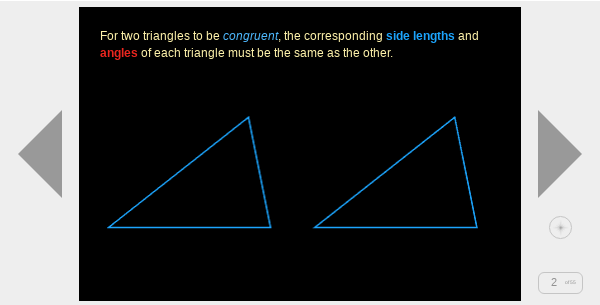 For two triangles to be congruent, the corresponding side lengths and
angles of each triangle must be the same as the other.
2